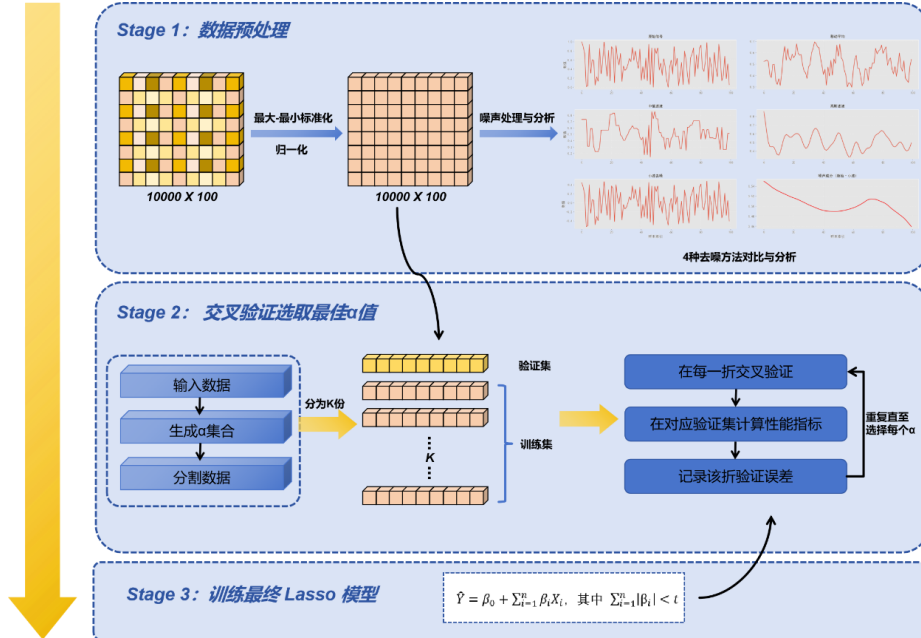 Stage 1：数据预处理
最大-最小标准化
归一化
噪声处理与分析
10000 X 100
10000 X 100
4种去噪方法对比与分析
Stage 2： 交叉验证选取最佳α值
输入数据
生成α集合
分割数据
分为K份
验证集
训练集
K
在每一折交叉验证
在对应验证集计算性能指标
记录该折验证误差
重复直至
选择每个 α
Stage 3：训练最终 Lasso 模型
Ŷ = β₀ + ∑ⁿᵢ₌₁ βᵢXᵢ, 其中 ∑ⁿᵢ₌₁|βᵢ| < t